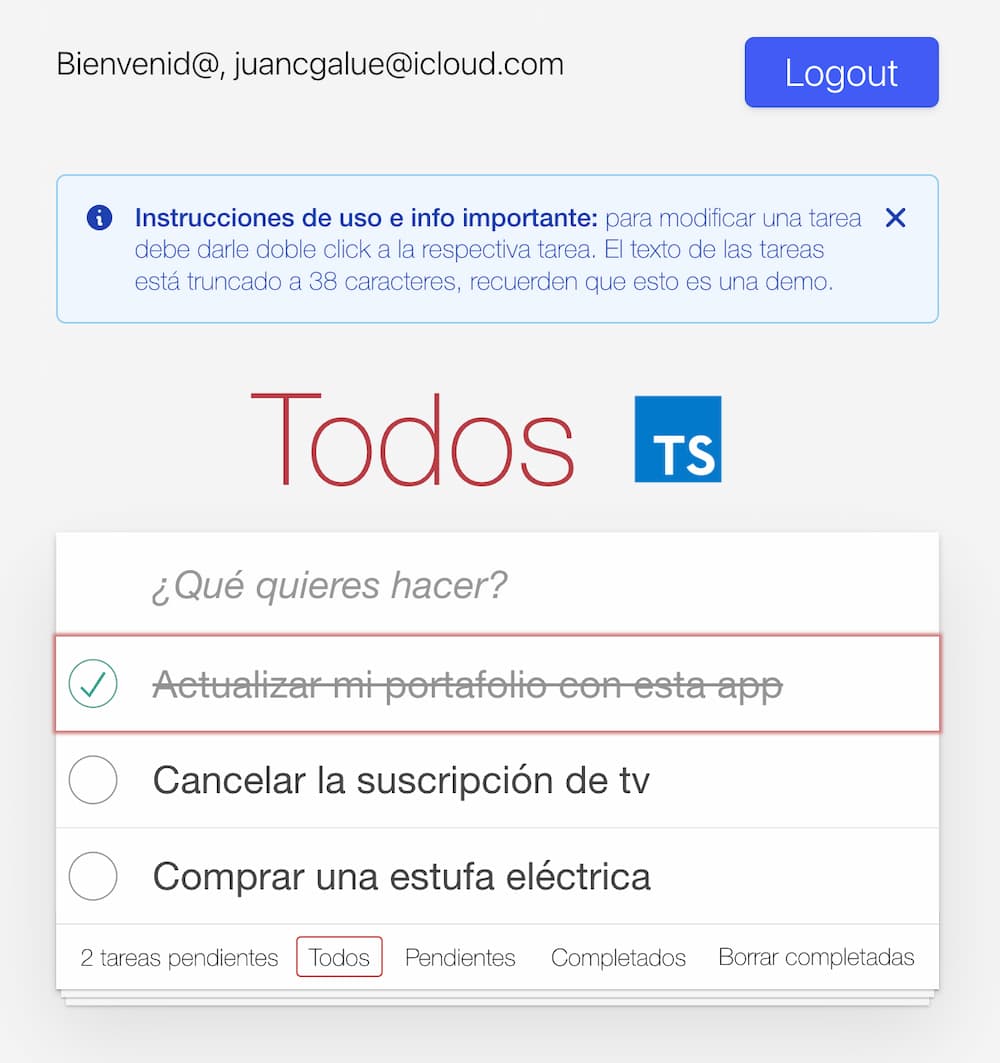 Bienvenid@, juancgalue@icloud.com
Logout
Instrucciones de uso e info importante: para modificar una tarea
debe darle doble click a la respectiva tarea. El texto de las tareas
está truncado a 38 caracteres, recuerden que esto es una demo.
Todos
TS
¿Qué quieres hacer?
Actualizar mi portafolio con esta app
Cancelar la suscripción de tv
Comprar una estufa eléctrica
2 tareas pendientes Todos Pendientes Completados Borrar completadas